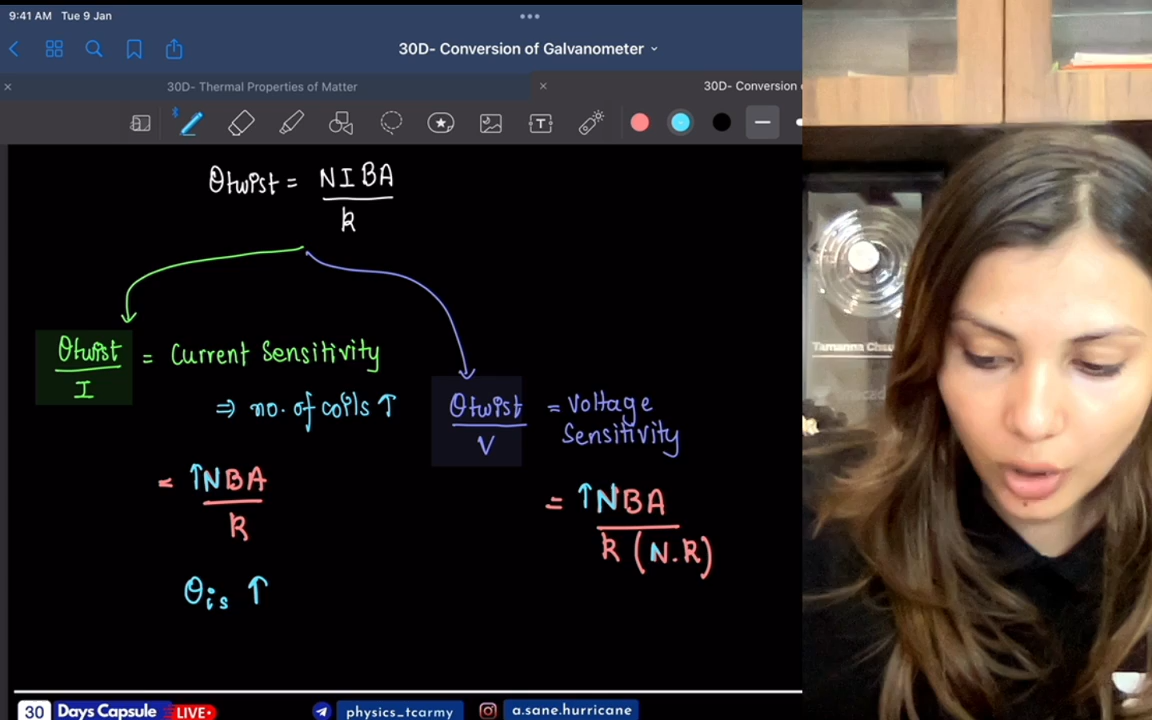 9:41 AM Tue 9 Jan
30D- Conversion of Galvanometer
30D- Thermal Properties of Matter
30D- Conversion
θtwist = NIBA
k
θtwist = Current Sensitivity
I
⇒ no. of coils ↑
θtwist = Voltage
V Sensitivity
= ↑NBA
k
= ↑NBA
k (N.R)
θis ↑
30 Days Capsule LIVE
physics_tcarmy
a.sane.hurricane
Tamanna